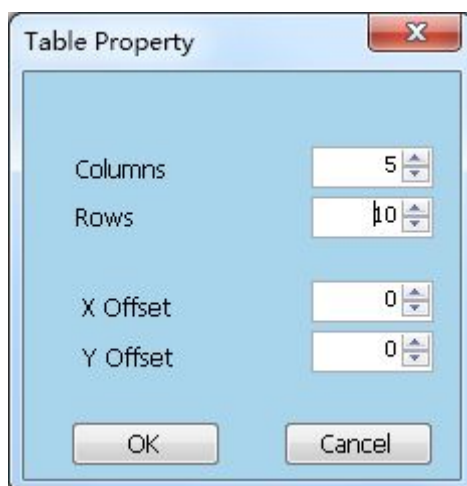 Table Property
Columns 5
Rows 10
X Offset 0
Y Offset 0
OK Cancel